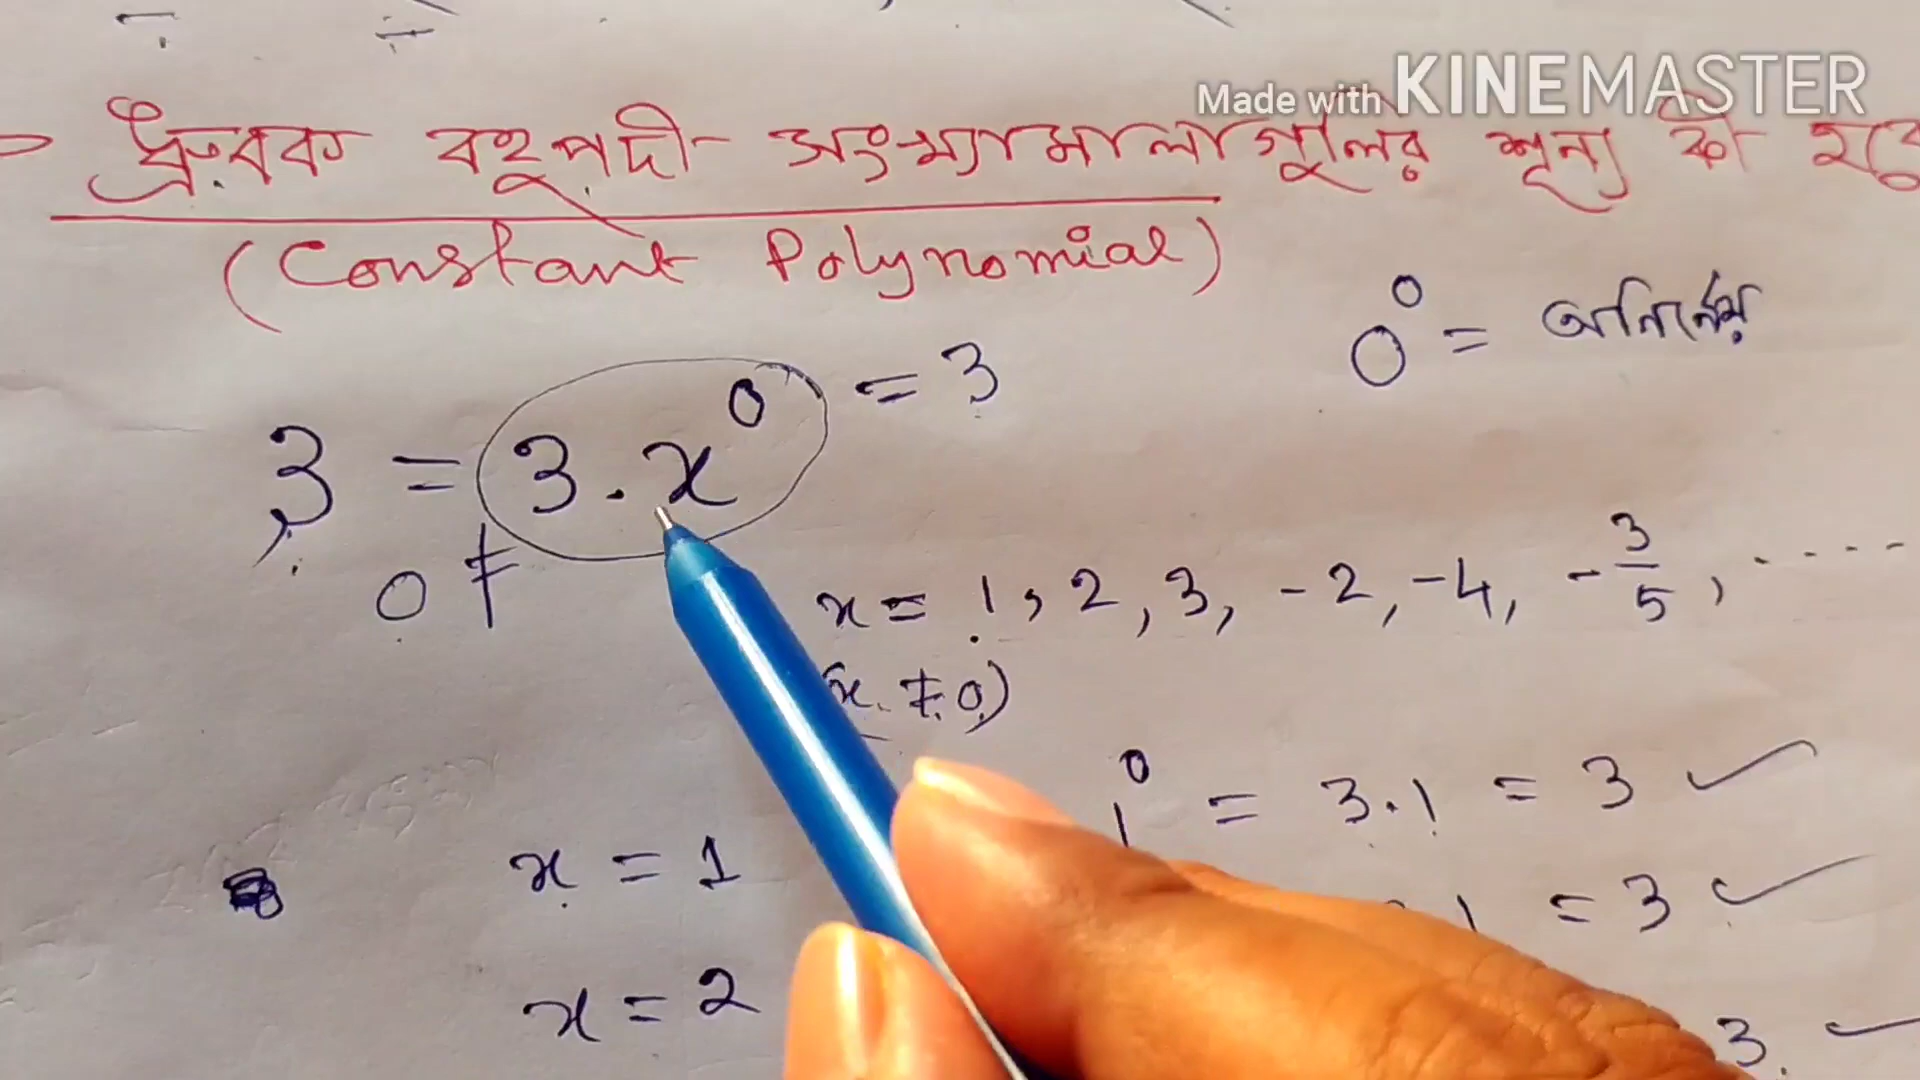 Made with KINEMASTER
ধ্রুবক বহুপদী সংখ্যামালাগুলির শূন্য কী হবে
(Constant Polynomial)
0⁰ = অনির্ণেয়
3 = 3·x⁰ = 3
0 ≠
x = 1, 2, 3, -2, -4, -3/5, ....
(x ≠ 0)
x = 1 1⁰ = 3·1 = 3 ✓
= 3 ✓
x = 2 3 ✓